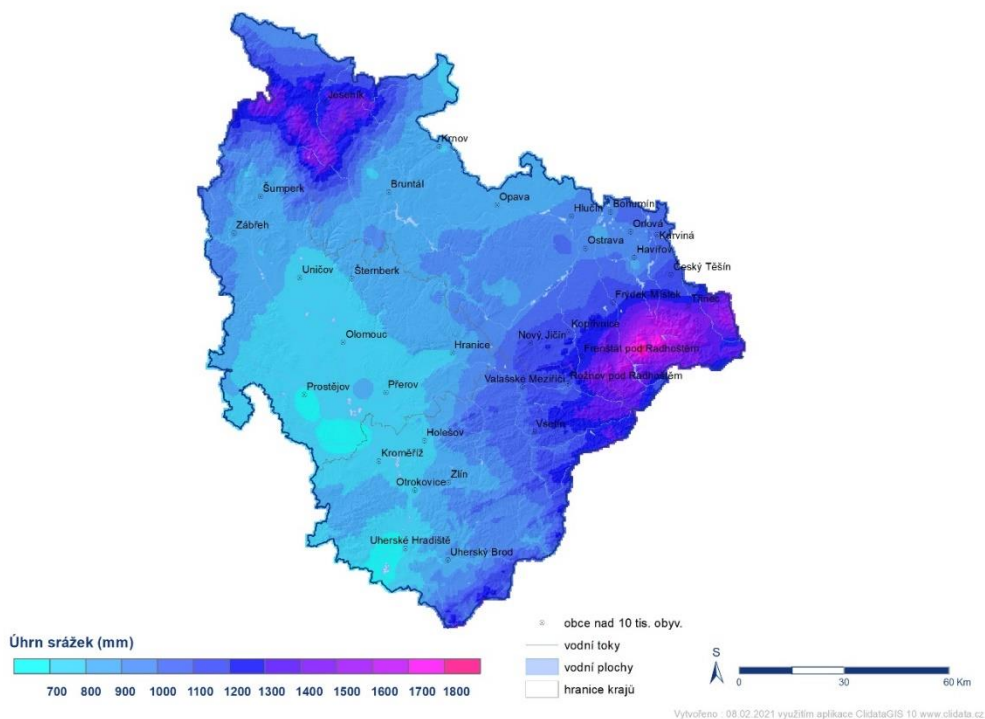 Jeseník
Krnov
Bruntál
Šumperk
Opava
Zábřeh
Hlučín
Bohumín
Orlová
Karviná
Ostrava
Havířov
Český Těšín
Uničov
Šternberk
Frýdek-Místek
Třinec
Kopřivnice
Olomouc
Nový Jičín
Hranice
Frenštát pod Radhoštěm
Valašské Meziříčí
Rožnov pod Radhoštěm
Prostějov
Přerov
Vsetín
Holešov
Kroměříž
Zlín
Otrokovice
Uherské Hradiště
Uherský Brod
Úhrn srážek (mm)
700 800 900 1000 1100 1200 1300 1400 1500 1600 1700 1800
obce nad 10 tis. obyv.
vodní toky
vodní plochy
hranice krajů
S
0 30 60 Km
Vytvořeno : 08.02.2021 využitím aplikace ClidataGIS 10 www.clidata.cz